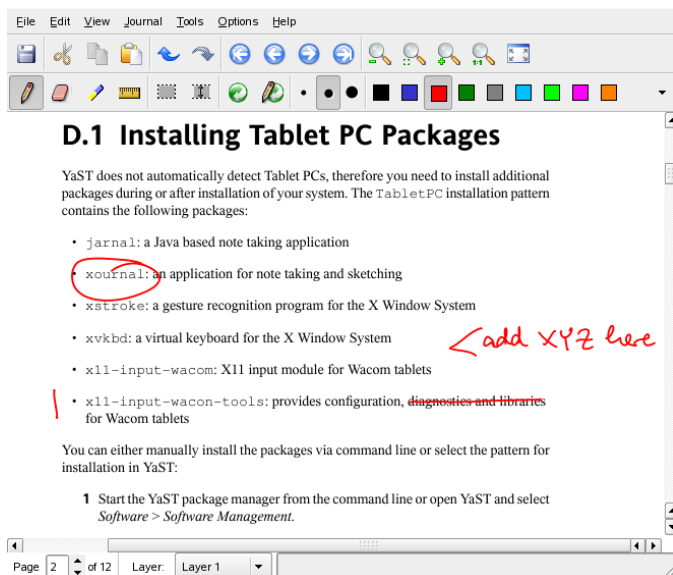 File Edit View Journal Tools Options Help
D.1 Installing Tablet PC Packages
YaST does not automatically detect Tablet PCs, therefore you need to install additional
packages during or after installation of your system. The TabletPC installation pattern
contains the following packages:
• jarnal: a Java based note taking application
• xournal: an application for note taking and sketching
• xstroke: a gesture recognition program for the X Window System
• xvkbd: a virtual keyboard for the X Window System
<add XYZ here
• x11-input-wacom: X11 input module for Wacom tablets
• x11-input-wacon-tools: provides configuration, diagnostics and libraries
for Wacom tablets
You can either manually install the packages via command line or select the pattern for
installation in YaST:
1 Start the YaST package manager from the command line or open YaST and select
Software > Software Management.
Page 2 of 12 Layer: Layer 1